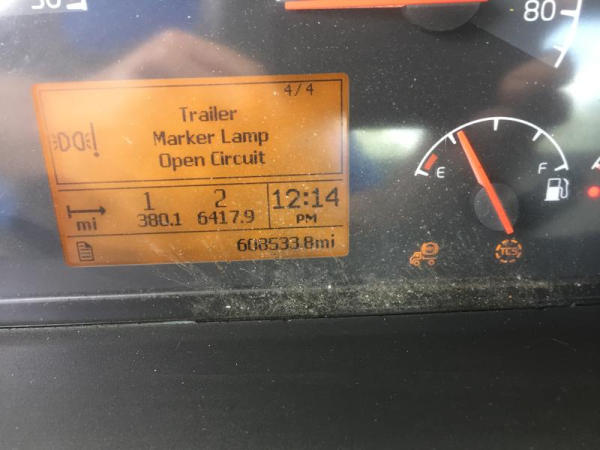 80
4/4
Trailer
Marker Lamp
Open Circuit
1 2 12:14
mi 380.1 6417.9 PM
608533.8mi
E F
TCS